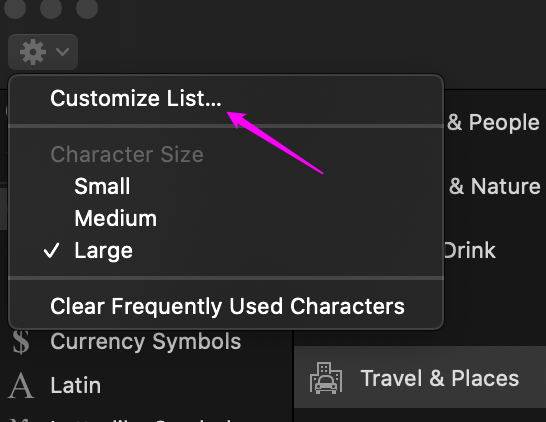 Customize List...
& People
Character Size
Small
& Nature
Medium
Large
Drink
Clear Frequently Used Characters
$ Currency Symbols
A Latin
Travel & Places